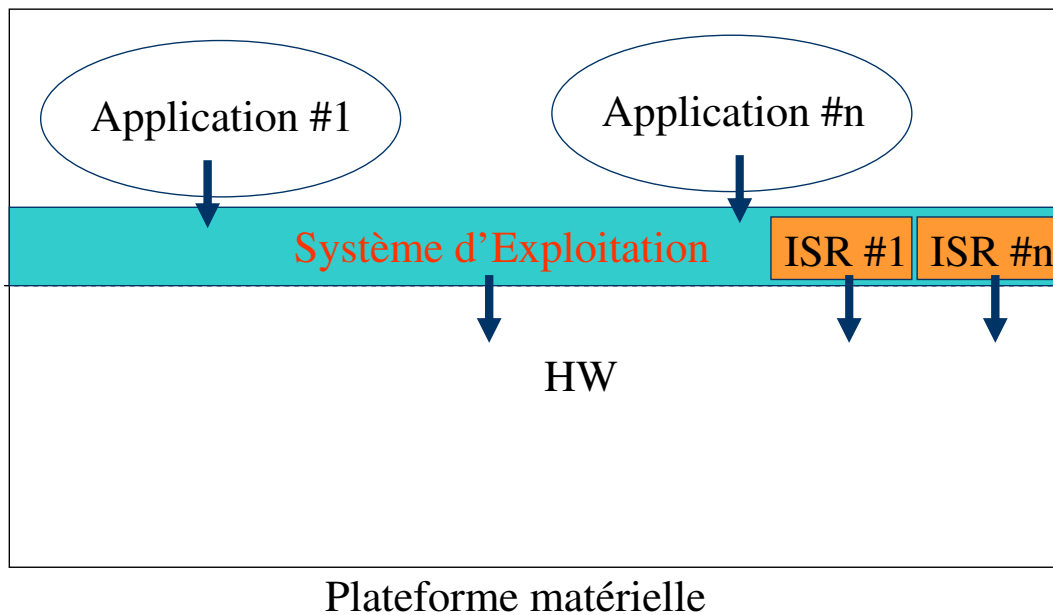 Application #1
Application #n
Système d’Exploitation
ISR #1
ISR #n
HW
Plateforme matérielle